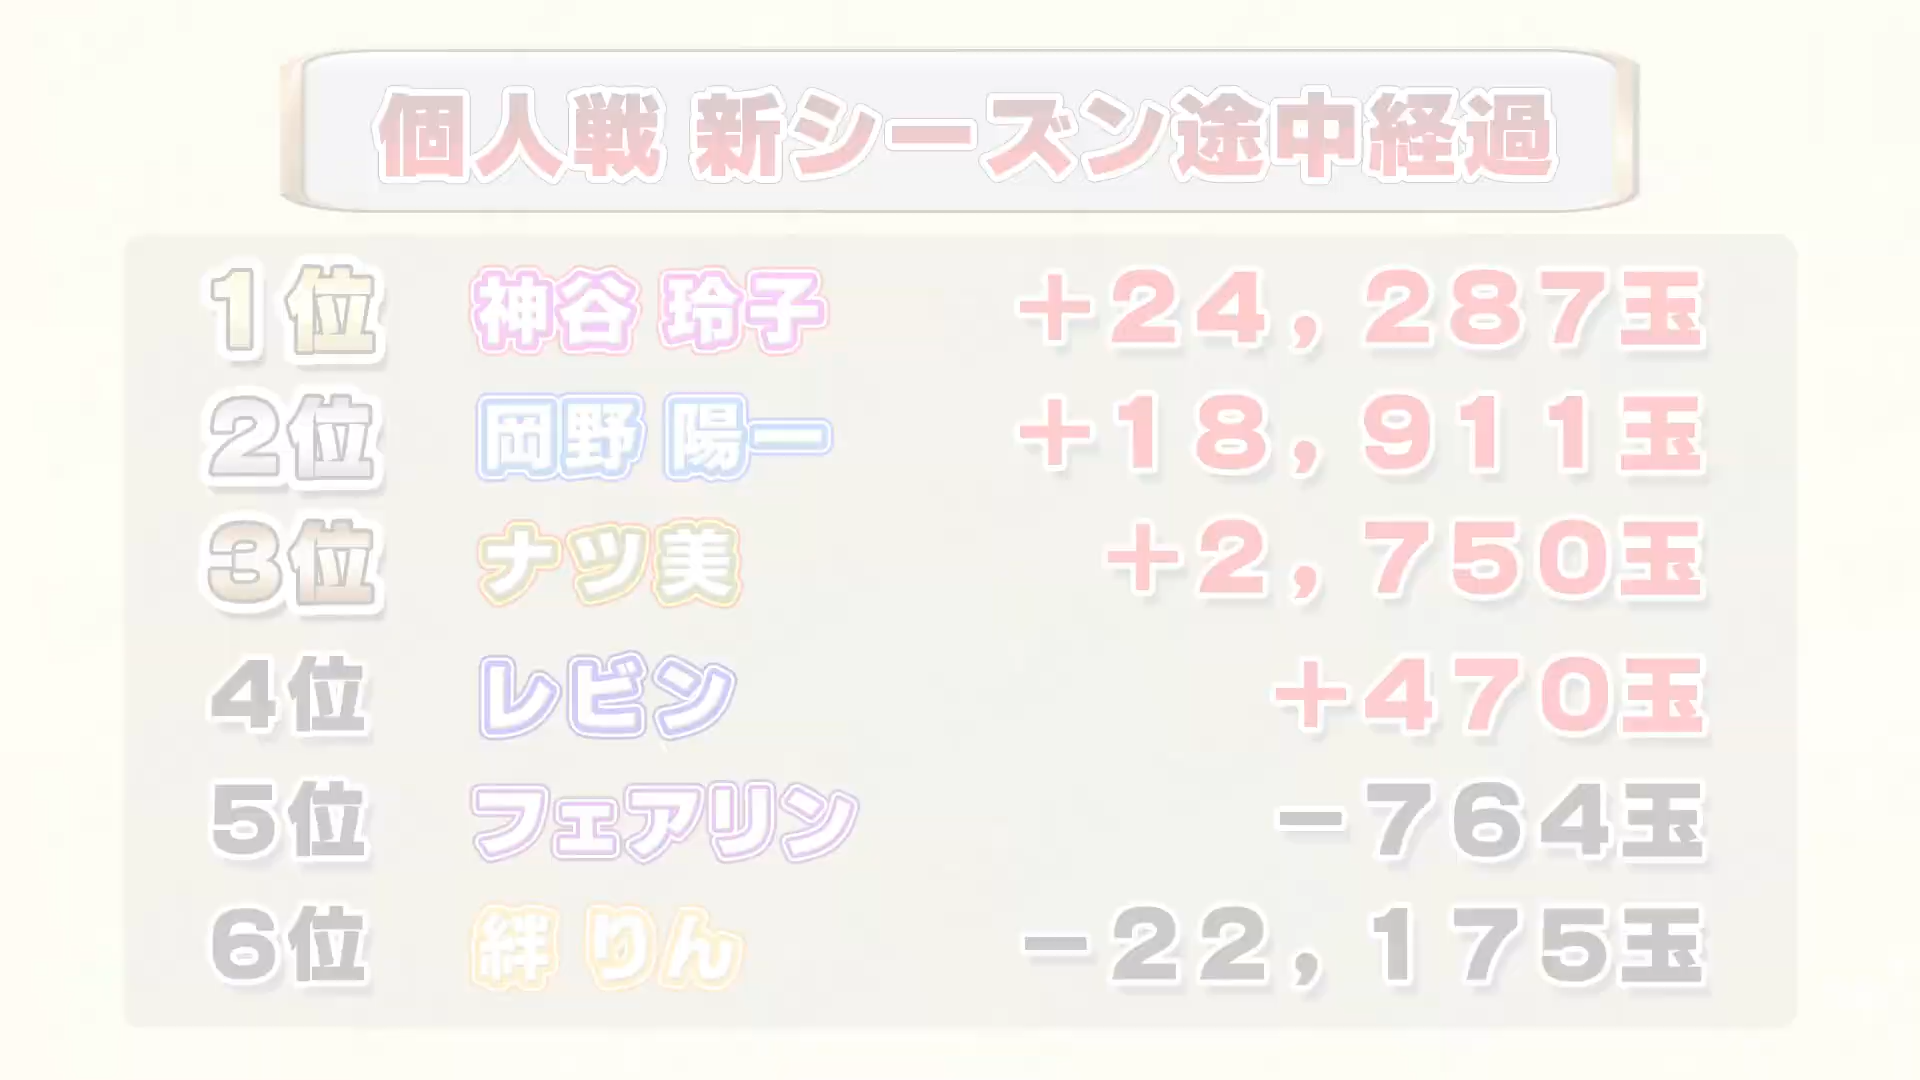 個人戦 新シーズン途中経過
1位 神谷 玲子 +24,287玉
2位 岡野 陽一 +18,911玉
3位 ナツ美 +2,750玉
4位 レビン +470玉
5位 フェアリン -764玉
6位 絆 りん -22,175玉